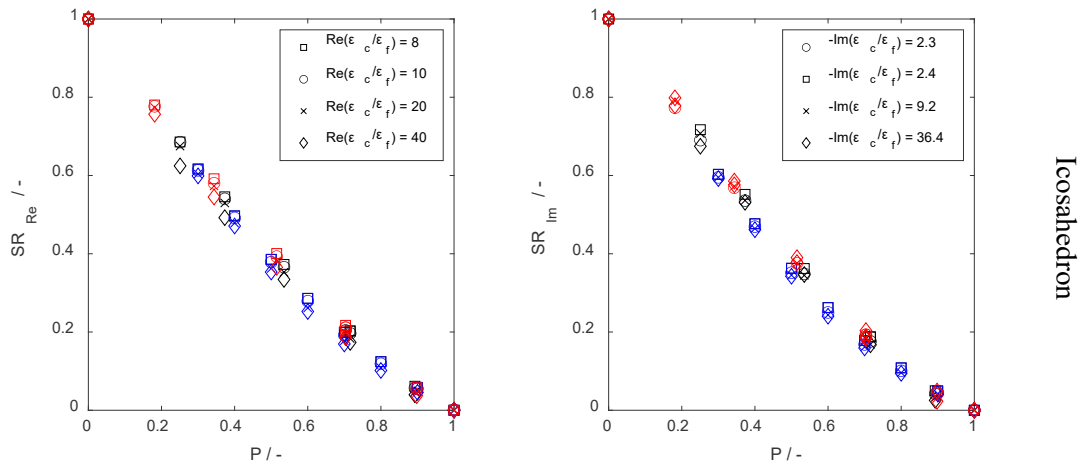 1
0.8
0.6
0.4
0.2
0
0
0.2
0.4
0.6
0.8
1
P / -
SR Re / -
Re(ε c/ε f) = 8
Re(ε c/ε f) = 10
Re(ε c/ε f) = 20
Re(ε c/ε f) = 40
1
0.8
0.6
0.4
0.2
0
0
0.2
0.4
0.6
0.8
1
P / -
SR Im / -
-Im(ε c/ε f) = 2.3
-Im(ε c/ε f) = 2.4
-Im(ε c/ε f) = 9.2
-Im(ε c/ε f) = 36.4
Icosahedron